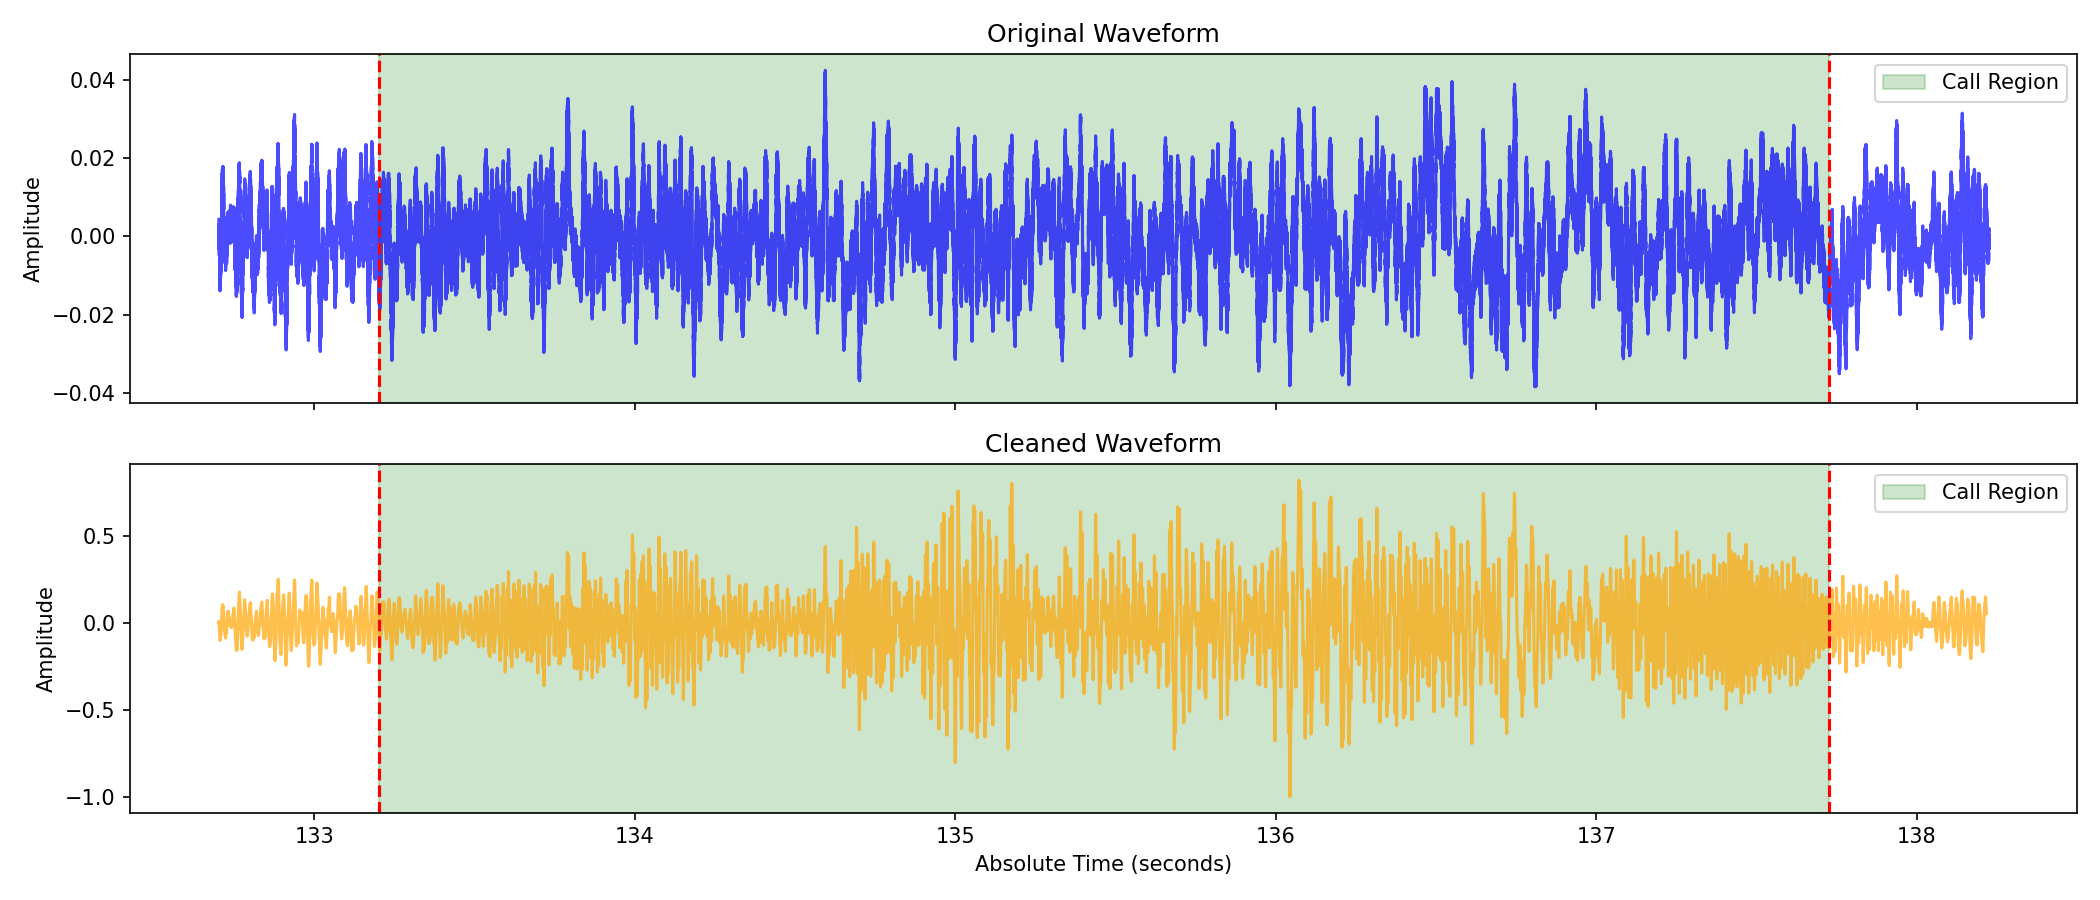 Original Waveform
Call Region
Amplitude
0.04
0.02
0.00
−0.02
−0.04
Cleaned Waveform
Call Region
Amplitude
0.5
0.0
−0.5
−1.0
133 134 135 136 137 138
Absolute Time (seconds)